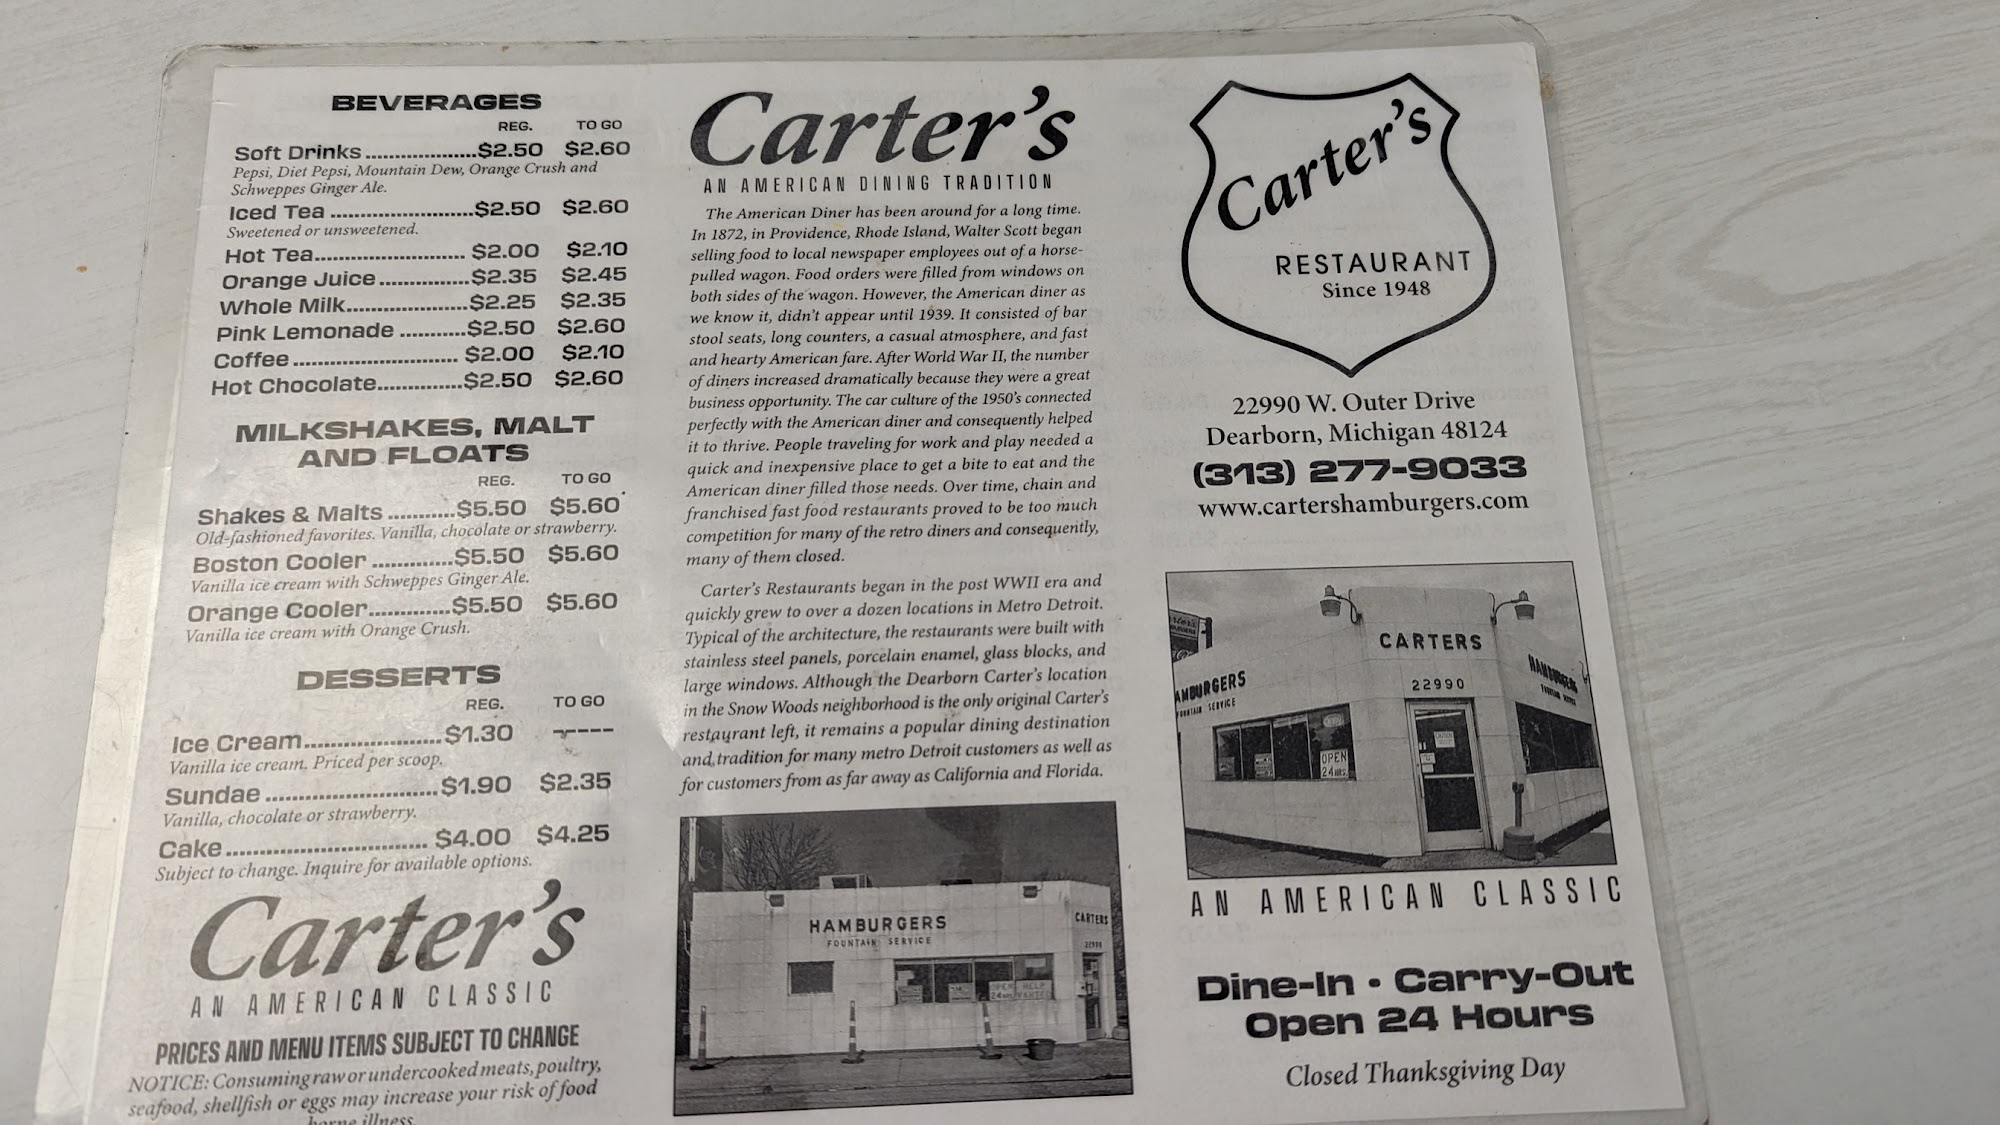 BEVERAGES
REG. TO GO
Soft Drinks ....................$2.50 $2.60
Pepsi, Diet Pepsi, Mountain Dew, Orange Crush and
Schweppes Ginger Ale.
Iced Tea .........................$2.50 $2.60
Sweetened or unsweetened.
Hot Tea........................... $2.00 $2.10
Orange Juice ................$2.35 $2.45
Whole Milk......................$2.25 $2.35
Pink Lemonade ............$2.50 $2.60
Coffee ............................. $2.00 $2.10
Hot Chocolate...............$2.50 $2.60
MILKSHAKES, MALT
AND FLOATS
REG. TO GO
Shakes & Malts ............$5.50 $5.60
Old-fashioned favorites. Vanilla, chocolate or strawberry.
Boston Cooler ..............$5.50 $5.60
Vanilla ice cream with Schweppes Ginger Ale.
Orange Cooler..............$5.50 $5.60
Vanilla ice cream with Orange Crush.
DESSERTS
REG. TO GO
Ice Cream.......................$1.30 -----
Vanilla ice cream. Priced per scoop.
Sundae ............................$1.90 $2.35
Vanilla, chocolate or strawberry.
Cake ................................. $4.00 $4.25
Subject to change. Inquire for available options.
Carter's
AN AMERICAN CLASSIC
PRICES AND MENU ITEMS SUBJECT TO CHANGE
NOTICE: Consuming raw or undercooked meats, poultry,
seafood, shellfish or eggs may increase your risk of food
borne illness.
Carter's
AN AMERICAN DINING TRADITION
The American Diner has been around for a long time.
In 1872, in Providence, Rhode Island, Walter Scott began
selling food to local newspaper employees out of a horse-
pulled wagon. Food orders were filled from windows on
both sides of the wagon. However, the American diner as
we know it, didn't appear until 1939. It consisted of bar
stool seats, long counters, a casual atmosphere, and fast
and hearty American fare. After World War II, the number
of diners increased dramatically because they were a great
business opportunity. The car culture of the 1950's connected
perfectly with the American diner and consequently helped
it to thrive. People traveling for work and play needed a
quick and inexpensive place to get a bite to eat and the
American diner filled those needs. Over time, chain and
franchised fast food restaurants proved to be too much
competition for many of the retro diners and consequently,
many of them closed.
Carter's Restaurants began in the post WWII era and
quickly grew to over a dozen locations in Metro Detroit.
Typical of the architecture, the restaurants were built with
stainless steel panels, porcelain enamel, glass blocks, and
large windows. Although the Dearborn Carter's location
in the Snow Woods neighborhood is the only original Carter's
restaurant left, it remains a popular dining destination
and tradition for many metro Detroit customers as well as
for customers from as far away as California and Florida.
HAMBURGERS
FOUNTAIN SERVICE
CARTERS
22990
OPEN HELP
24 HRS. WANTED
Carter's
RESTAURANT
Since 1948
22990 W. Outer Drive
Dearborn, Michigan 48124
(313) 277-9033
www.cartershamburgers.com
CARTERS
22990
AMBURGERS
FOUNTAIN SERVICE
HAMBURGERS
FOUNTAIN SERVICE
OPEN
24 HRS.
AN AMERICAN CLASSIC
Dine-In • Carry-Out
Open 24 Hours
Closed Thanksgiving Day